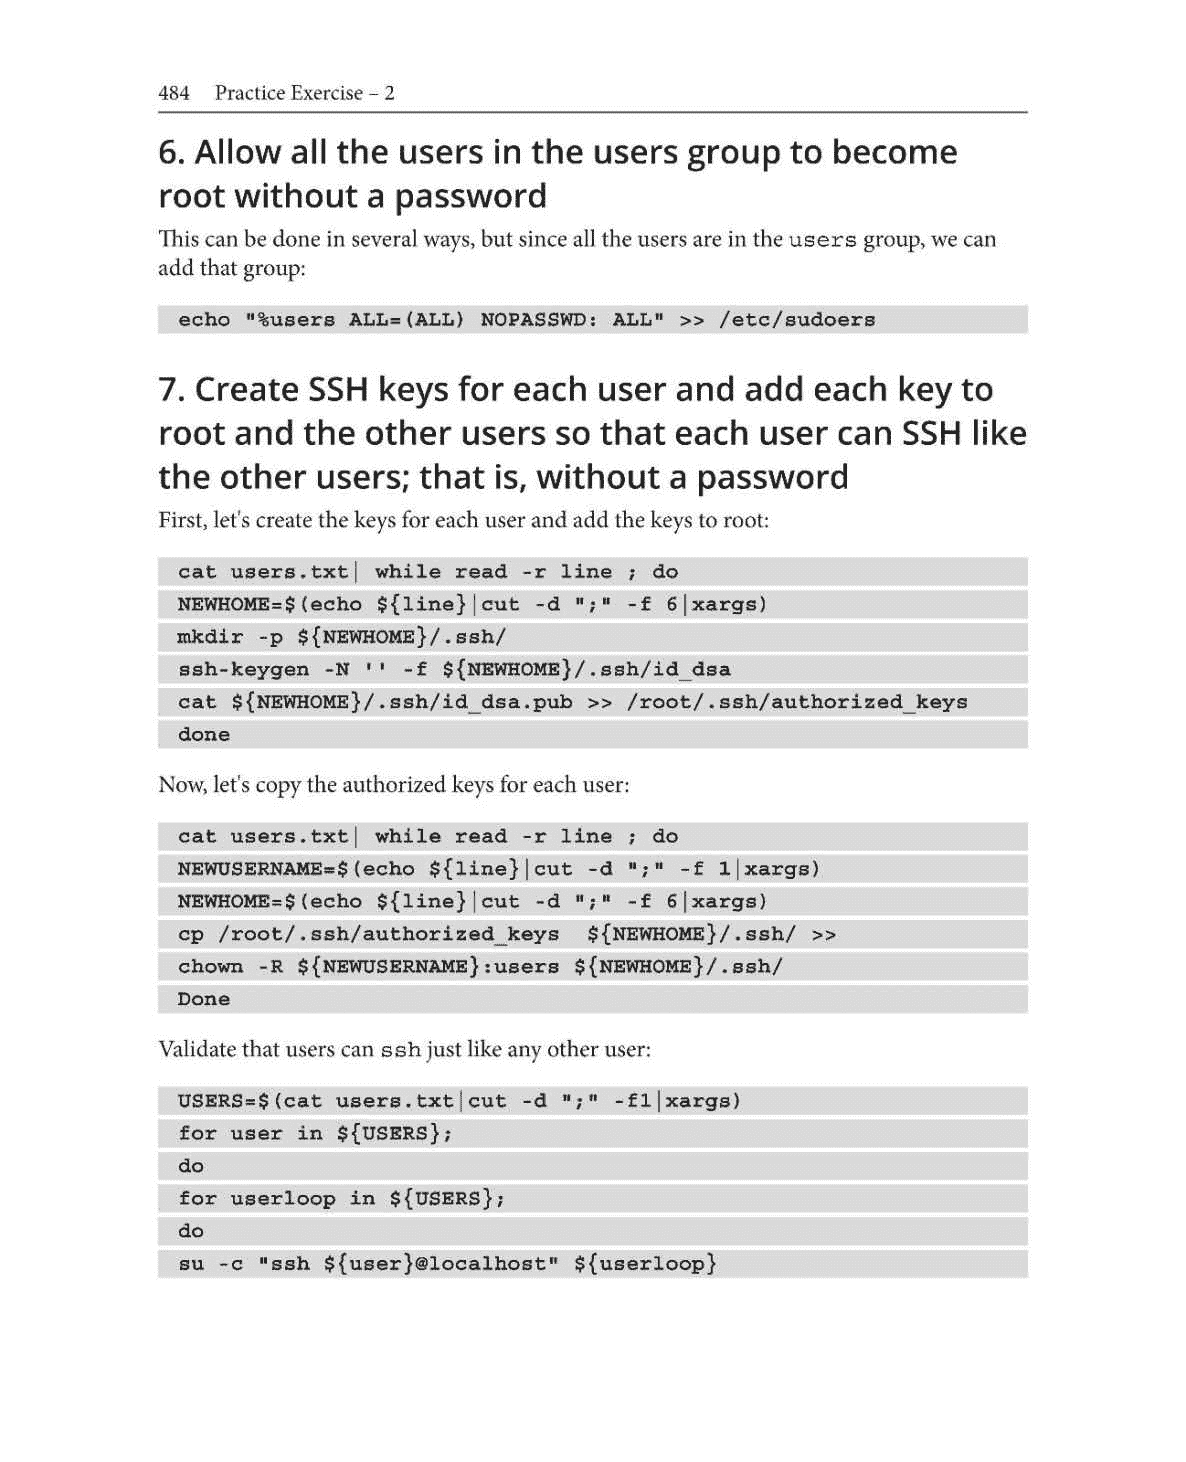 484 Practice Exercise – 2
6. Allow all the users in the users group to become
root without a password
This can be done in several ways, but since all the users are in the users group, we can
add that group:
echo "%users ALL=(ALL) NOPASSWD: ALL" >> /etc/sudoers
7. Create SSH keys for each user and add each key to
root and the other users so that each user can SSH like
the other users; that is, without a password
First, let's create the keys for each user and add the keys to root:
cat users.txt| while read -r line ; do
NEWHOME=$(echo ${line}|cut -d ";" -f 6|xargs)
mkdir -p ${NEWHOME}/.ssh/
ssh-keygen -N '' -f ${NEWHOME}/.ssh/id_dsa
cat ${NEWHOME}/.ssh/id_dsa.pub >> /root/.ssh/authorized_keys
done
Now, let's copy the authorized keys for each user:
cat users.txt| while read -r line ; do
NEWUSERNAME=$(echo ${line}|cut -d ";" -f 1|xargs)
NEWHOME=$(echo ${line}|cut -d ";" -f 6|xargs)
cp /root/.ssh/authorized_keys  ${NEWHOME}/.ssh/ >>
chown -R ${NEWUSERNAME}:users ${NEWHOME}/.ssh/
Done
Validate that users can ssh just like any other user:
USERS=$(cat users.txt|cut -d ";" -f1|xargs)
for user in ${USERS};
do
for userloop in ${USERS};
do
su -c "ssh ${user}@localhost" ${userloop}